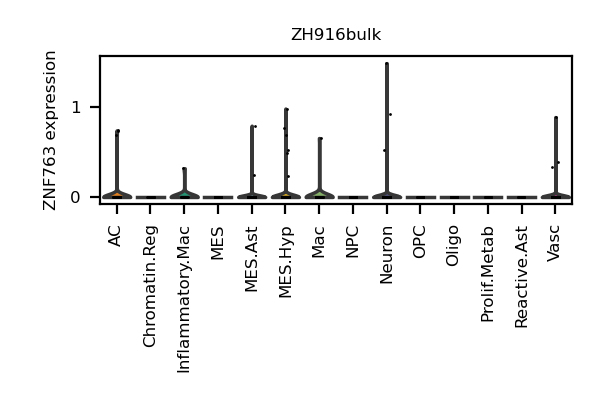 ZH916bulk
ZNF763 expression
1
0
AC
Chromatin.Reg
Inflammatory.Mac
MES
MES.Ast
MES.Hyp
Mac
NPC
Neuron
OPC
Oligo
Prolif.Metab
Reactive.Ast
Vasc